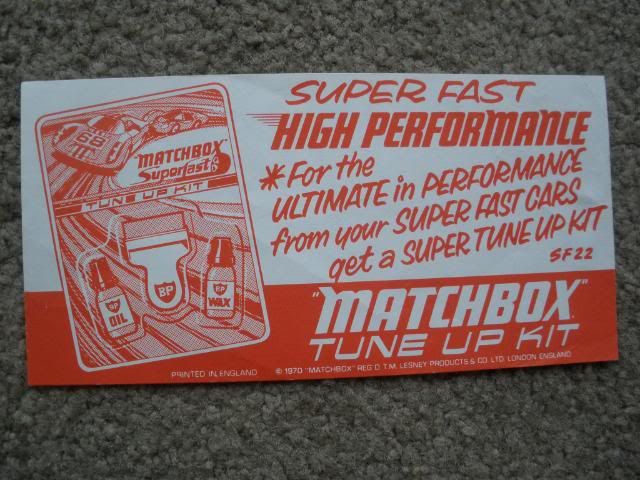 SUPER FAST
HIGH PERFORMANCE
*For the
ULTIMATE in PERFORMANCE
from your SUPER FAST CARS
get a SUPER TUNE UP KIT
SF22
"MATCHBOX"
TUNE UP KIT
68
"MATCHBOX
Superfast
TUNE UP KIT
BP
OIL
BP
BP
WAX
PRINTED IN ENGLAND
© 1970 "MATCHBOX" REG'D T.M. LESNEY PRODUCTS & CO LTD. LONDON ENGLAND